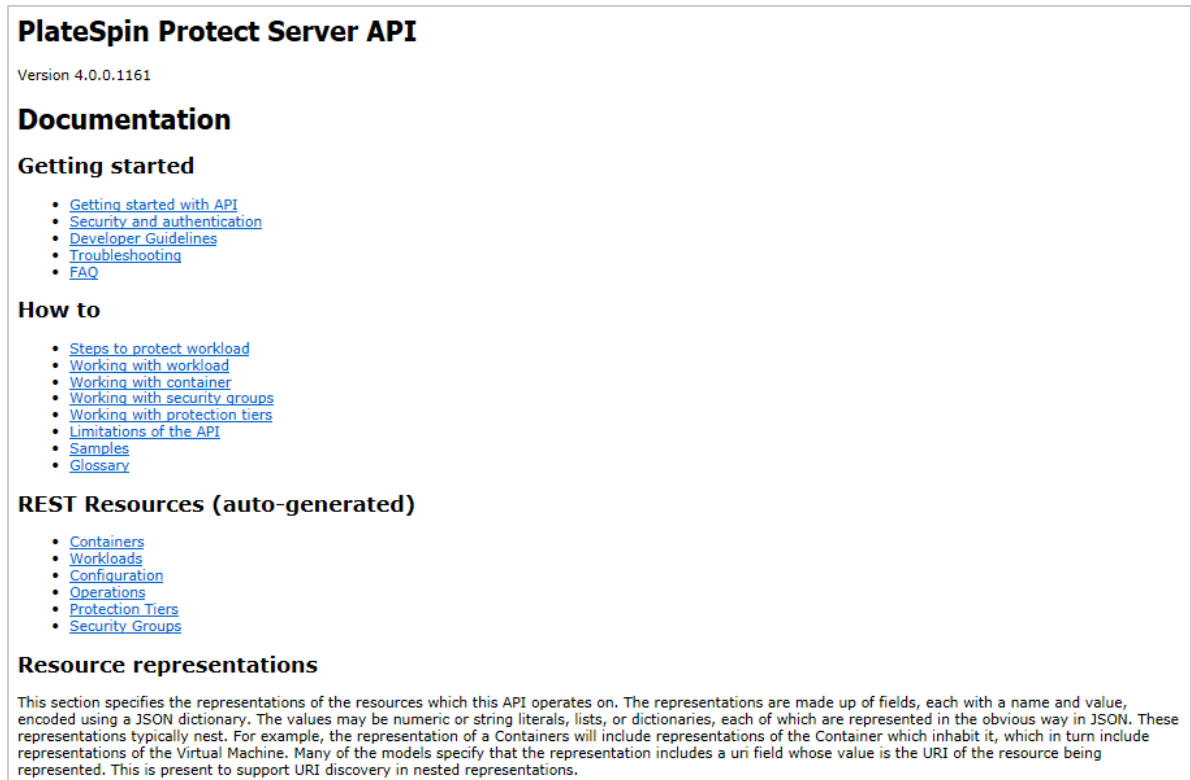 PlateSpin Protect Server API
Version 4.0.0.1161
Documentation
Getting started
• Getting started with API
• Security and authentication
• Developer Guidelines
• Troubleshooting
• FAQ
How to
• Steps to protect workload
• Working with workload
• Working with container
• Working with security groups
• Working with protection tiers
• Limitations of the API
• Samples
• Glossary
REST Resources (auto-generated)
• Containers
• Workloads
• Configuration
• Operations
• Protection Tiers
• Security Groups
Resource representations
This section specifies the representations of the resources which this API operates on. The representations are made up of fields, each with a name and value,
encoded using a JSON dictionary. The values may be numeric or string literals, lists, or dictionaries, each of which are represented in the obvious way in JSON. These
representations typically nest. For example, the representation of a Containers will include representations of the Container which inhabit it, which in turn include
representations of the Virtual Machine. Many of the models specify that the representation includes a uri field whose value is the URI of the resource being
represented. This is present to support URI discovery in nested representations.